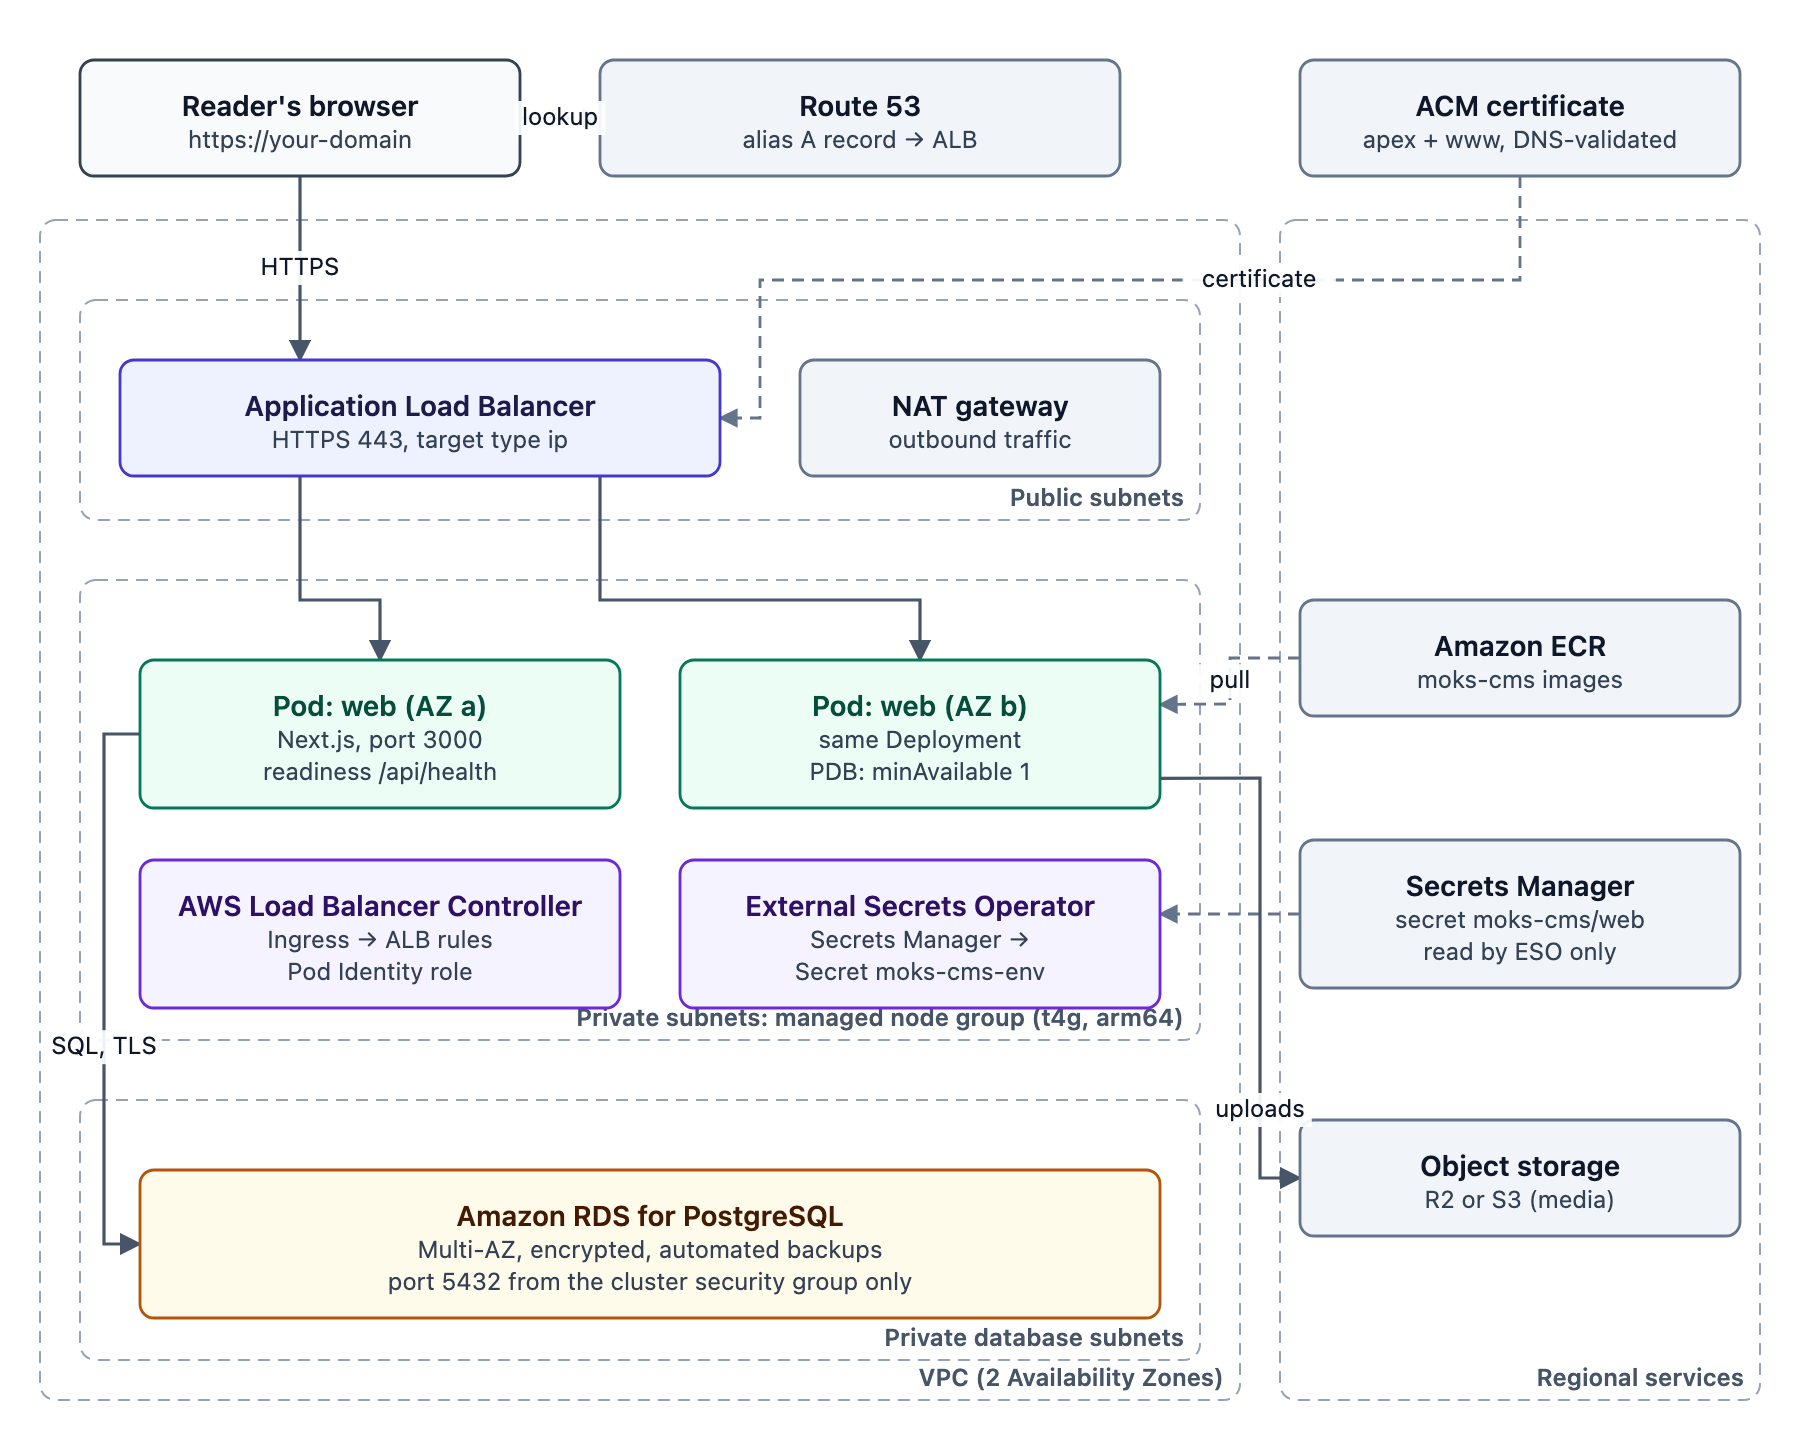 Reader's browser
https://your-domain
lookup
Route 53
alias A record → ALB
ACM certificate
apex + www, DNS-validated
HTTPS
certificate
Application Load Balancer
HTTPS 443, target type ip
NAT gateway
outbound traffic
Public subnets
Pod: web (AZ a)
Next.js, port 3000
readiness /api/health
Pod: web (AZ b)
same Deployment
PDB: minAvailable 1
pull
Amazon ECR
moks-cms images
AWS Load Balancer Controller
Ingress → ALB rules
Pod Identity role
External Secrets Operator
Secrets Manager →
Secret moks-cms-env
Secrets Manager
secret moks-cms/web
read by ESO only
Private subnets: managed node group (t4g, arm64)
SQL, TLS
uploads
Object storage
R2 or S3 (media)
Amazon RDS for PostgreSQL
Multi-AZ, encrypted, automated backups
port 5432 from the cluster security group only
Private database subnets
VPC (2 Availability Zones)
Regional services